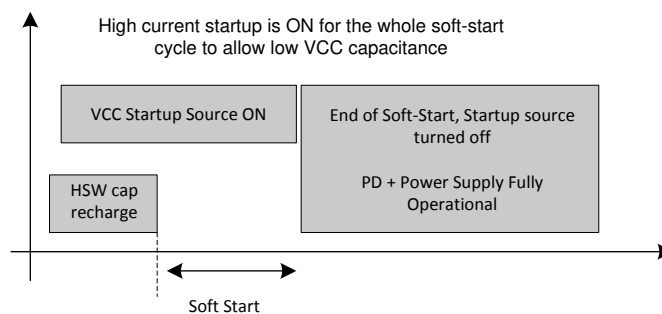 High current startup is ON for the whole soft-start
cycle to allow low VCC capacitance
VCC Startup Source ON
End of Soft-Start, Startup source
turned off
PD + Power Supply Fully
Operational
HSW cap
recharge
Soft Start